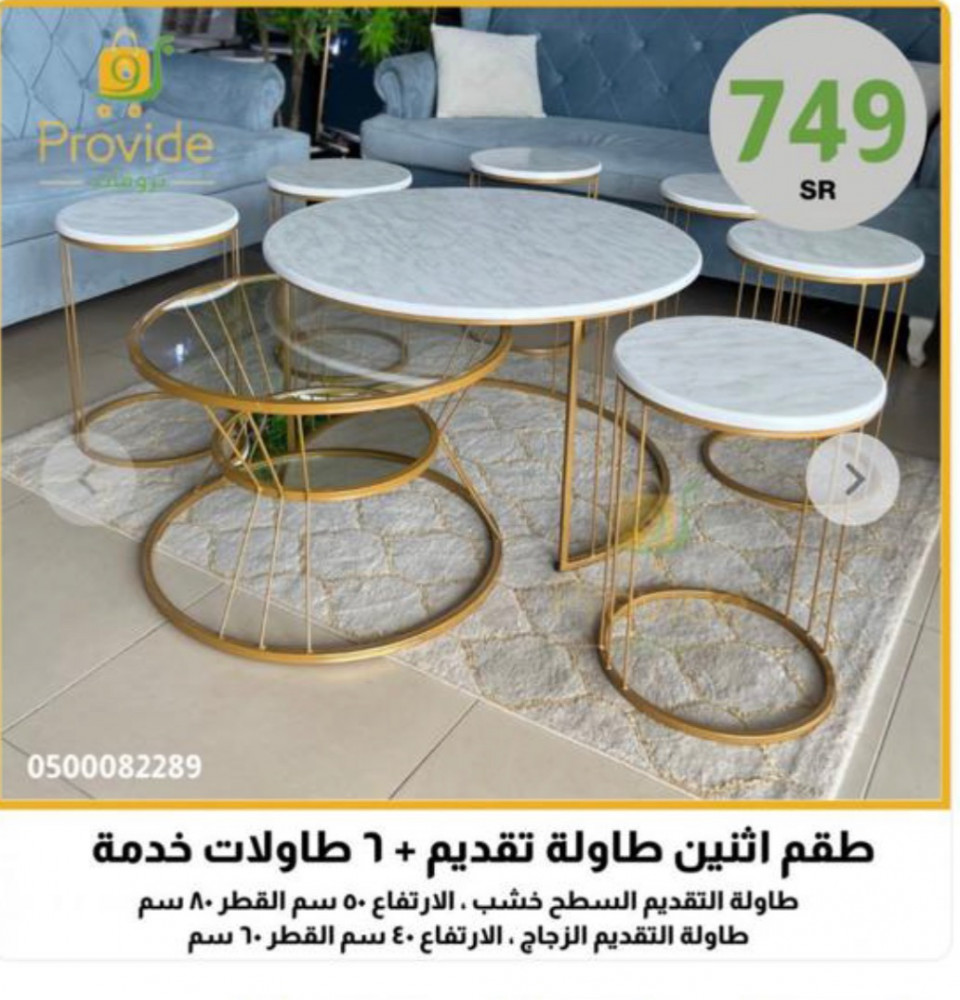 749
SR
Provide
بروفايد
0500082289
طقم اثنين طاولة تقديم + ٦ طاولات خدمة
طاولة التقديم السطح خشب ، الارتفاع ٥٠ سم القطر ٨٠ سم
طاولة التقديم الزجاج ، الارتفاع ٤٠ سم القطر ٦٠ سم